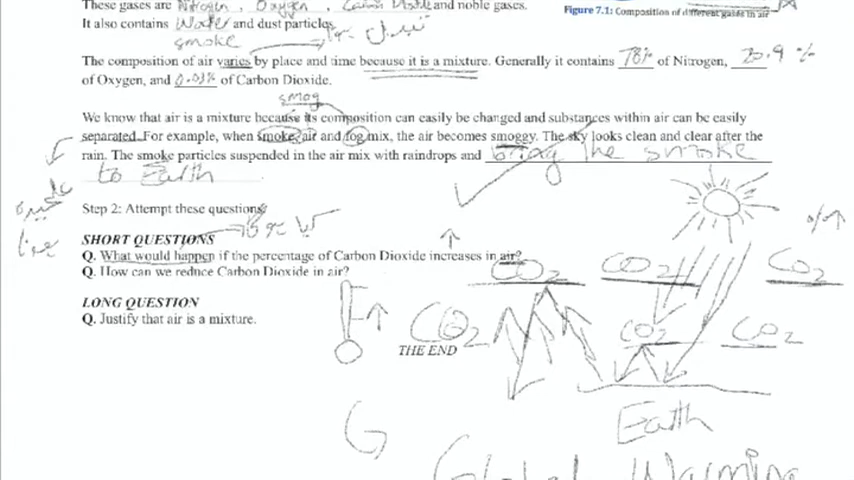 These gases are Nitrogen, Oxygen, Carbon Dioxide and noble gases.
Figure 7.1: Composition of different gases in air
It also contains Water and dust particles.
smoke
The composition of air varies by place and time because it is a mixture. Generally it contains 78% of Nitrogen, 20.9 %
of Oxygen, and 0.03% of Carbon Dioxide.
smog
We know that air is a mixture because its composition can easily be changed and substances within air can be easily
separated. For example, when smoke, air and fog mix, the air becomes smoggy. The sky looks clean and clear after the
rain. The smoke particles suspended in the air mix with raindrops and bring the smoke
to Earth
Step 2: Attempt these questions
کیا ہوگا
SHORT QUESTIONS
Q. What would happen if the percentage of Carbon Dioxide increases in air?
Q. How can we reduce Carbon Dioxide in air?
CO2 CO2 CO2
LONG QUESTION
Q. Justify that air is a mixture.
CO2 CO2 CO2
THE END
Earth
G
Global Warming